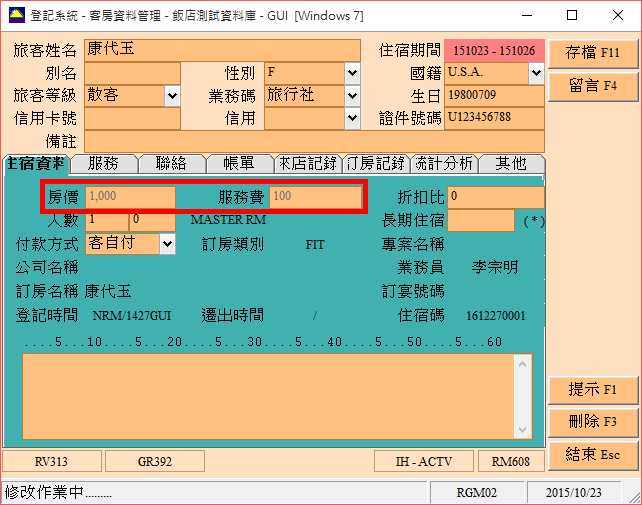 登記系統 - 客房資料管理 - 飯店測試資料庫 - GUI  [Windows 7]
旅客姓名 康代玉 住宿期間 151023 - 151026 存檔 F11
別名 性別 F 國籍 U.S.A. 留言 F4
旅客等級 散客 業務碼 旅行社 生日 19800709
信用卡號 信用 證件號碼 U123456788
備註
主宿資料 服務 聯絡 帳單 來店記錄 訂房記錄 統計分析 其他
房價 1,000 服務費 100 折扣比 0
人數 1 0 MASTER RM 長期住宿 (*)
付款方式 客自付 訂房類別 FIT 專案名稱
公司名稱 業務員 李宗明
訂房名稱 康代玉 訂宴號碼
登記時間 NRM/1427GUI 遷出時間 / 住宿碼 1612270001
....5...10....5...20....5...30....5...40....5...50....5...60
提示 F1
刪除 F3
結束 Esc
RV313 GR392 IH - ACTV RM608
修改作業中......... RGM02 2015/10/23